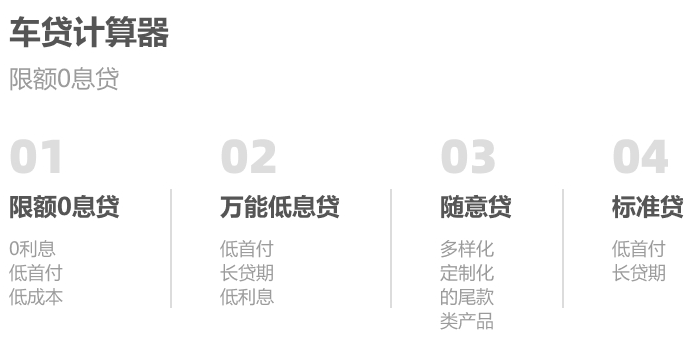 车贷计算器
限额0息贷
01
限额0息贷
0利息
低首付
低成本
02
万能低息贷
低首付
长贷期
低利息
03
随意贷
多样化
定制化
的尾款
类产品
04
标准贷
低首付
长贷期